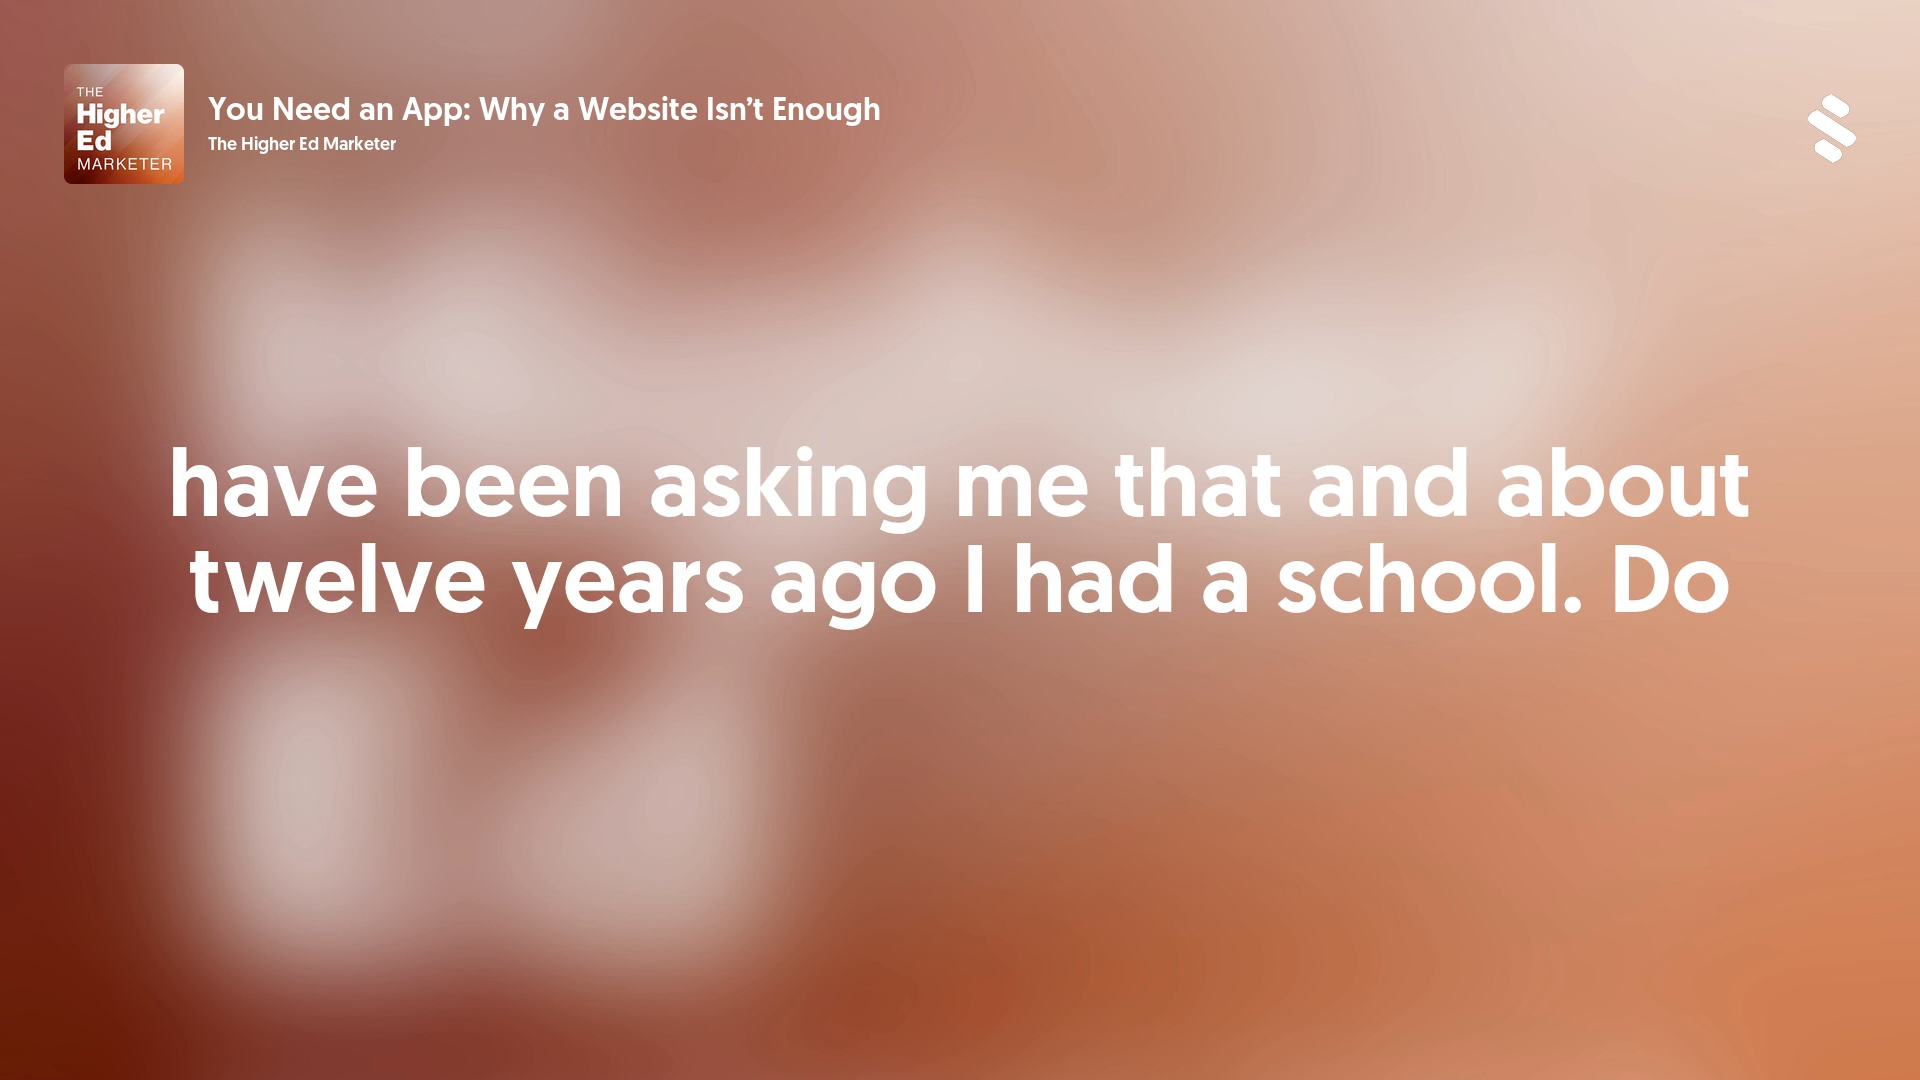 THE
Higher
Ed
MARKETER
You Need an App: Why a Website Isn’t Enough
The Higher Ed Marketer
have been asking me that and about
twelve years ago I had a school. Do